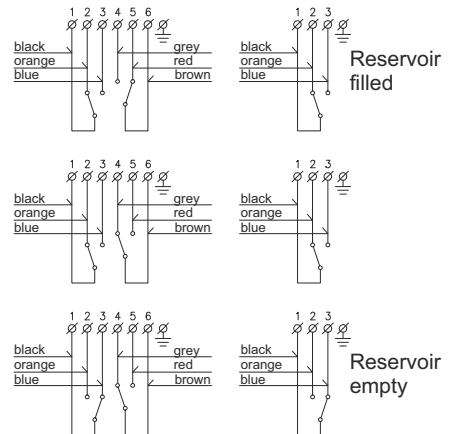 1 2 3 4 5 6
1 2 3
black
orange
blue
grey
red
brown
black
orange
blue
Reservoir
filled
1 2 3 4 5 6
1 2 3
black
orange
blue
grey
red
brown
black
orange
blue
1 2 3 4 5 6
1 2 3
black
orange
blue
grey
red
brown
black
orange
blue
Reservoir
empty